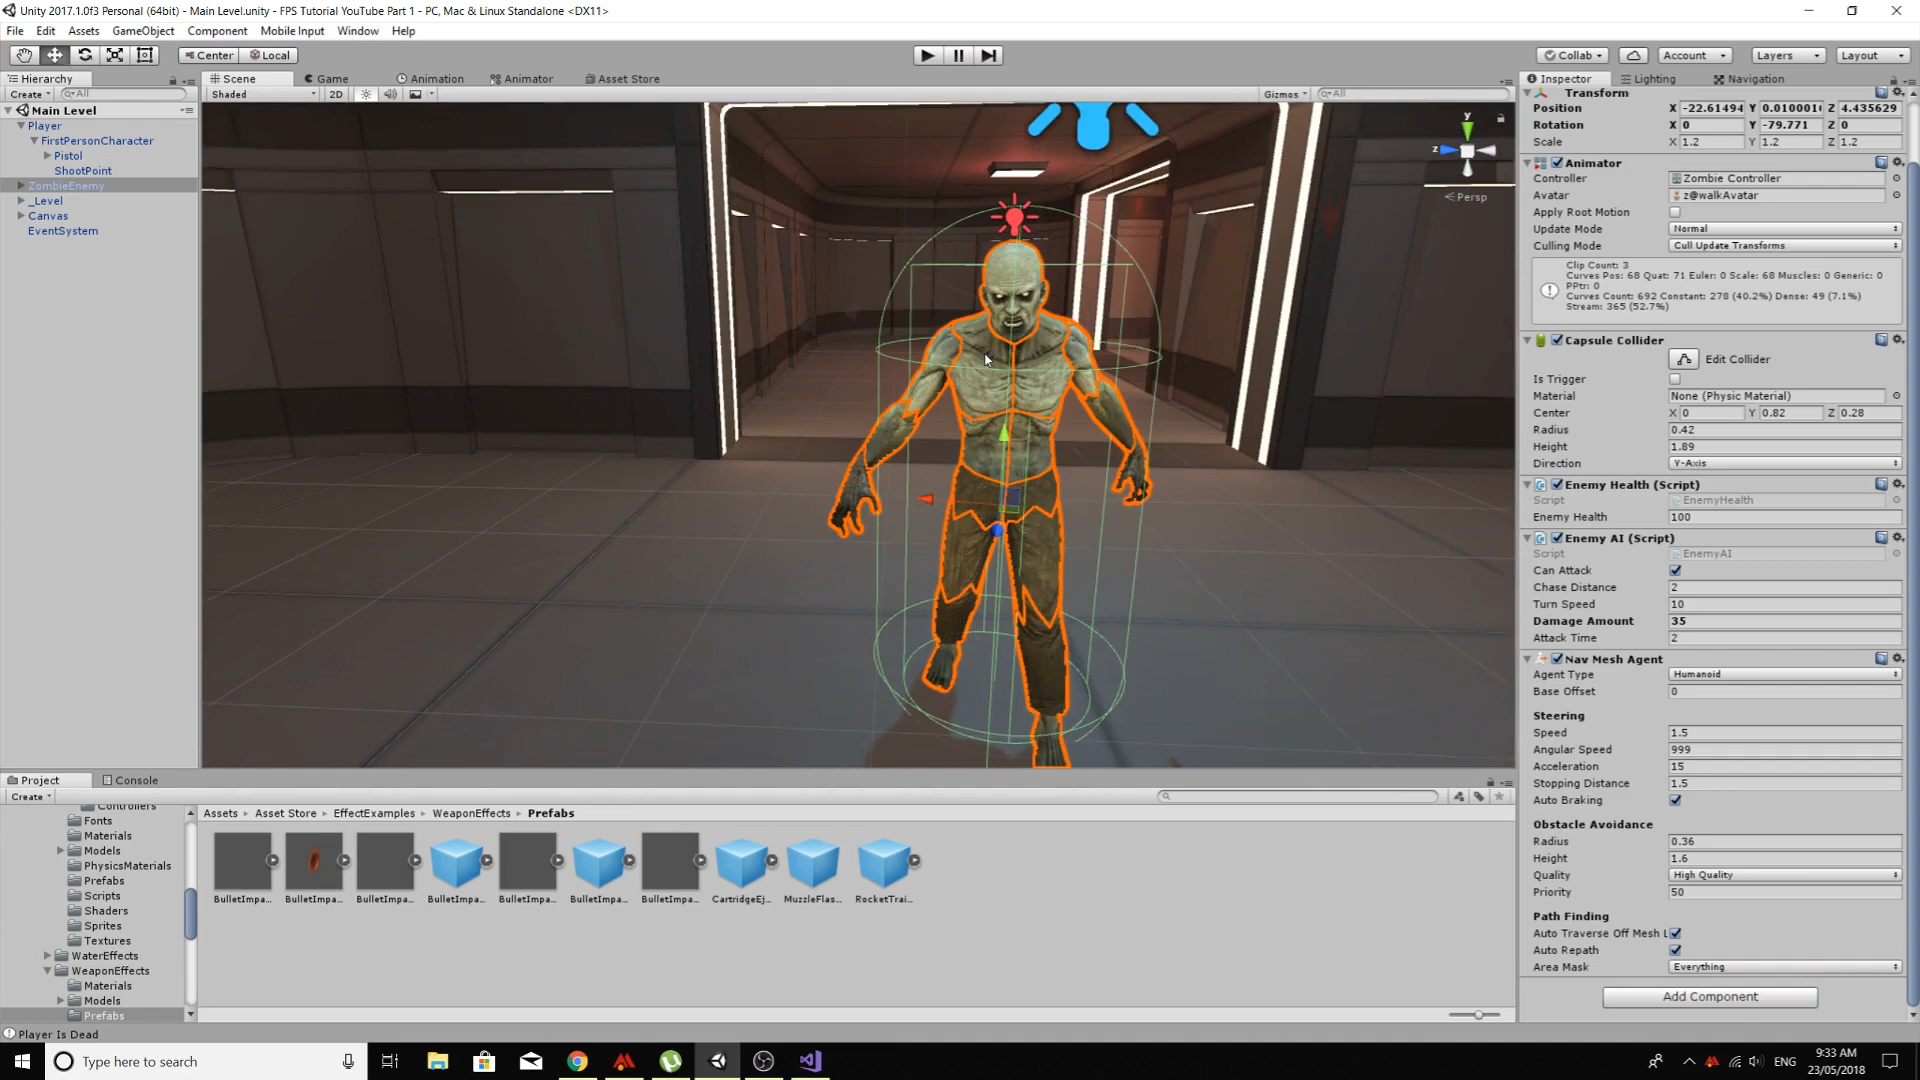 Unity 2017.1.0f3 Personal (64bit) - Main Level.unity - FPS Tutorial YouTube Part 1 - PC, Mac & Linux Standalone <DX11>
File Edit Assets GameObject Component Mobile Input Window Help
Center Local
Collab Account Layers Layout
Hierarchy
Create All
Main Level
Player
FirstPersonCharacter
Pistol
ShootPoint
ZombieEnemy
_Level
Canvas
EventSystem
Scene Game Animation Animator Asset Store
Shaded 2D Gizmos All
y
z
Persp
Inspector Lighting Navigation
Transform
Position X -22.61494 Y 0.0100010 Z 4.435629
Rotation X 0 Y -79.771 Z 0
Scale X 1.2 Y 1.2 Z 1.2
Animator
Controller Zombie Controller
Avatar z@walkAvatar
Apply Root Motion
Update Mode Normal
Culling Mode Cull Update Transforms
Clip Count: 3
Curves Pos: 68 Quat: 71 Euler: 0 Scale: 68 Muscles: 0 Generic: 0
PPtr: 0
Curves Count: 692 Constant: 278 (40.2%) Dense: 49 (7.1%)
Stream: 365 (52.7%)
Capsule Collider
Edit Collider
Is Trigger
Material None (Physic Material)
Center X 0 Y 0.82 Z 0.28
Radius 0.42
Height 1.89
Direction Y-Axis
Enemy Health (Script)
Script EnemyHealth
Enemy Health 100
Enemy AI (Script)
Script EnemyAI
Can Attack
Chase Distance 2
Turn Speed 10
Damage Amount 35
Attack Time 2
Nav Mesh Agent
Agent Type Humanoid
Base Offset 0
Steering
Speed 1.5
Angular Speed 999
Acceleration 15
Stopping Distance 1.5
Auto Braking
Obstacle Avoidance
Radius 0.36
Height 1.6
Quality High Quality
Priority 50
Path Finding
Auto Traverse Off Mesh L
Auto Repath
Area Mask Everything
Add Component
Project Console
Create
Controllers
Fonts
Materials
Models
PhysicsMaterials
Prefabs
Scripts
Shaders
Sprites
Textures
WaterEffects
WeaponEffects
Materials
Models
Prefabs
Assets Asset Store EffectExamples WeaponEffects Prefabs
BulletImpa... BulletImpa... BulletImpa... BulletImpa... BulletImpa... BulletImpa... BulletImpa... CartridgeEj... MuzzleFlas... RocketTrai...
Player Is Dead
Type here to search
ENG
9:33 AM
23/05/2018